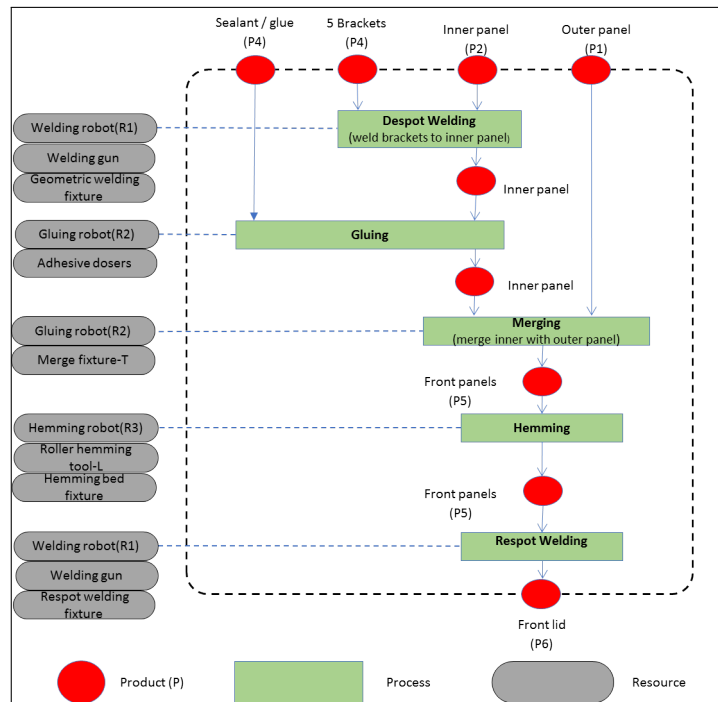 Sealant / glue
(P4)
5 Brackets
(P4)
Inner panel
(P2)
Outer panel
(P1)
Welding robot(R1)
Welding gun
Geometric welding
fixture
Despot Welding
(weld brackets to inner panel)
Inner panel
Gluing robot(R2)
Adhesive dosers
Gluing
Inner panel
Gluing robot(R2)
Merge fixture-T
Merging
(merge inner with outer panel)
Front panels
(P5)
Hemming robot(R3)
Roller hemming
tool-L
Hemming bed
fixture
Hemming
Front panels
(P5)
Welding robot(R1)
Welding gun
Respot welding
fixture
Respot Welding
Front lid
(P6)
Product (P)
Process
Resource